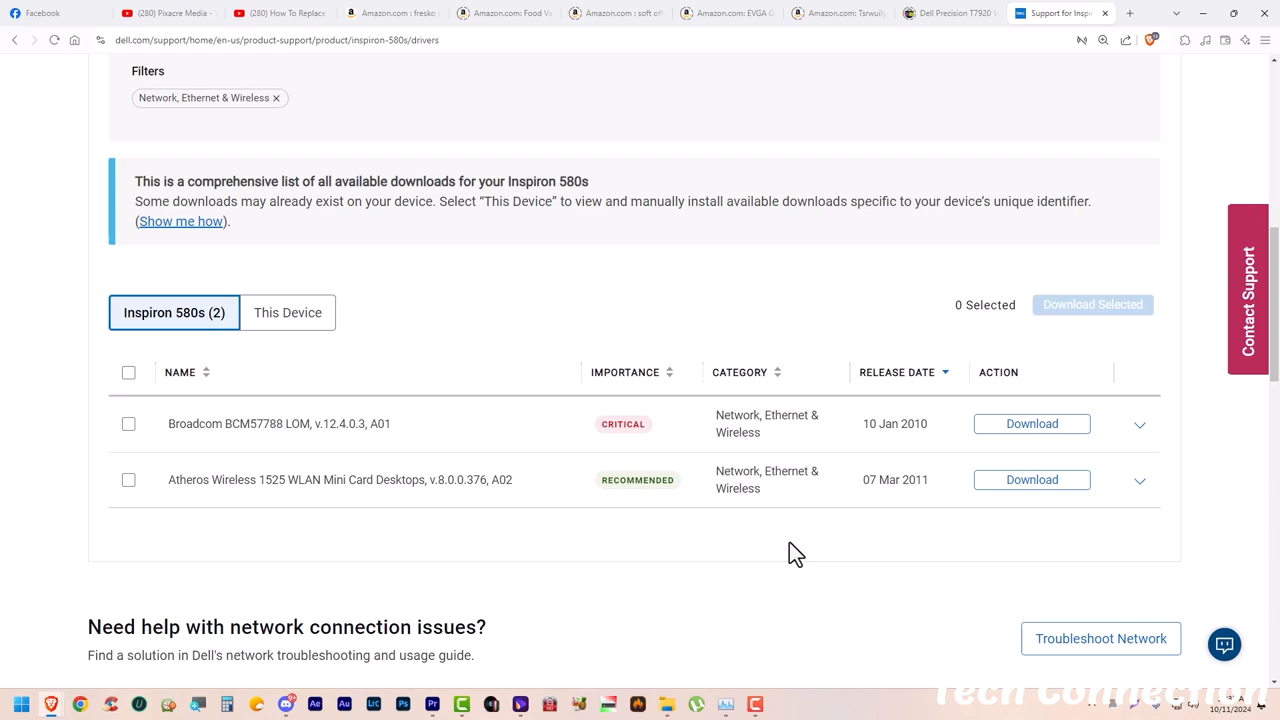 Facebook
(280) Pixacre Media -
(280) How To Replace
Amazon.com: fresko
Amazon.com: Food V
Amazon.com : soft of
Amazon.com: EVGA G
Amazon.com: Tsrwuily
Dell Precision T7920 V
Support for Inspi
dell.com/support/home/en-us/product-support/product/inspiron-580s/drivers
Filters
Network, Ethernet & Wireless
This is a comprehensive list of all available downloads for your Inspiron 580s
Some downloads may already exist on your device. Select “This Device” to view and manually install available downloads specific to your device’s unique identifier.
(Show me how).
Contact Support
Inspiron 580s (2)
This Device
0 Selected
Download Selected
NAME
IMPORTANCE
CATEGORY
RELEASE DATE
ACTION
Broadcom BCM57788 LOM, v.12.4.0.3, A01
CRITICAL
Network, Ethernet &
Wireless
10 Jan 2010
Download
Atheros Wireless 1525 WLAN Mini Card Desktops, v.8.0.0.376, A02
RECOMMENDED
Network, Ethernet &
Wireless
07 Mar 2011
Download
Need help with network connection issues?
Find a solution in Dell's network troubleshooting and usage guide.
Troubleshoot Network
Tech Connection
10/11/2024